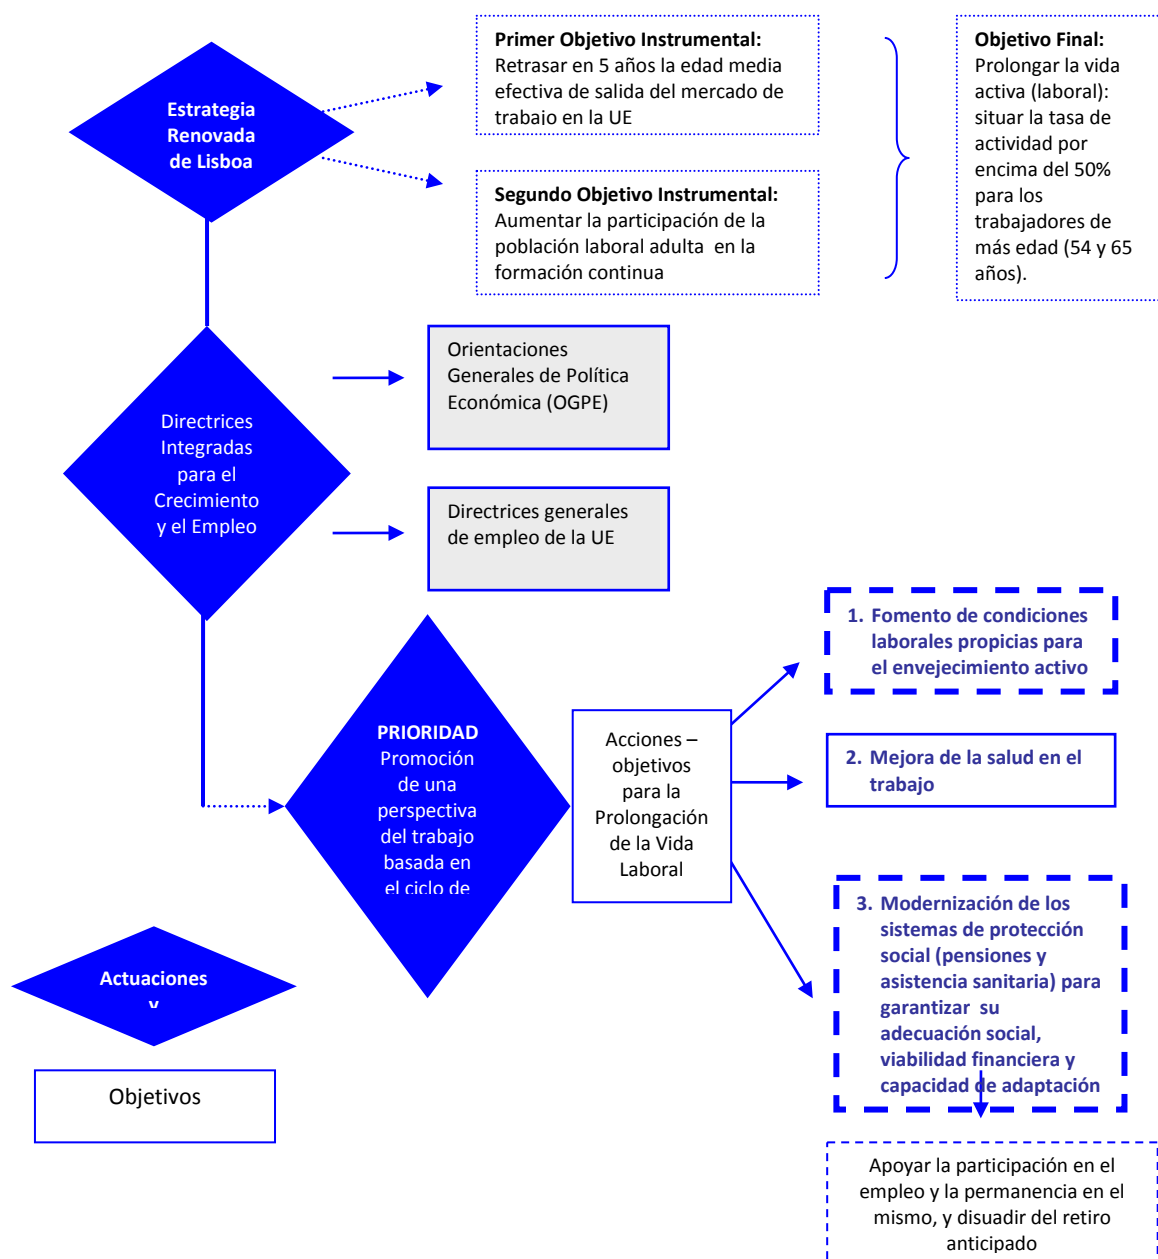 Estrategia
Renovada
de Lisboa
Primer Objetivo Instrumental:
Retrasar en 5 años la edad media
efectiva de salida del mercado de
trabajo en la UE
Segundo Objetivo Instrumental:
Aumentar la participación de la
población laboral adulta en la
formación continua
Objetivo Final:
Prolongar la vida
activa (laboral):
situar la tasa de
actividad por
encima del 50%
para los
trabajadores de
más edad (54 y 65
años).
Directrices
Integradas
para el
Crecimiento
y el Empleo
Orientaciones
Generales de Política
Económica (OGPE)
Directrices generales
de empleo de la UE
PRIORIDAD
Promoción
de una
perspectiva
del trabajo
basada en
el ciclo de
Acciones –
objetivos
para la
Prolongación
de la Vida
Laboral
1. Fomento de condiciones
laborales propicias para
el envejecimiento activo
2. Mejora de la salud en el
trabajo
3. Modernización de los
sistemas de protección
social (pensiones y
asistencia sanitaria) para
garantizar su
adecuación social,
viabilidad financiera y
capacidad de adaptación
Apoyar la participación en el
empleo y la permanencia en el
mismo, y disuadir del retiro
anticipado
Actuaciones
y
Objetivos